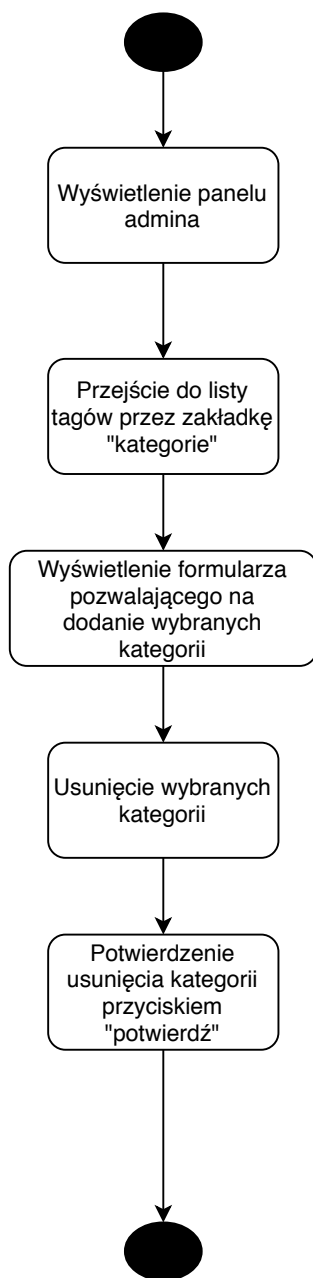 Wyświetlenie panelu
admina
Przejście do listy
tagów przez zakładkę
"kategorie"
Wyświetlenie formularza
pozwalającego na
dodanie wybranych
kategorii
Usunięcie wybranych
kategorii
Potwierdzenie
usunięcia kategorii
przyciskiem
"potwierdź"